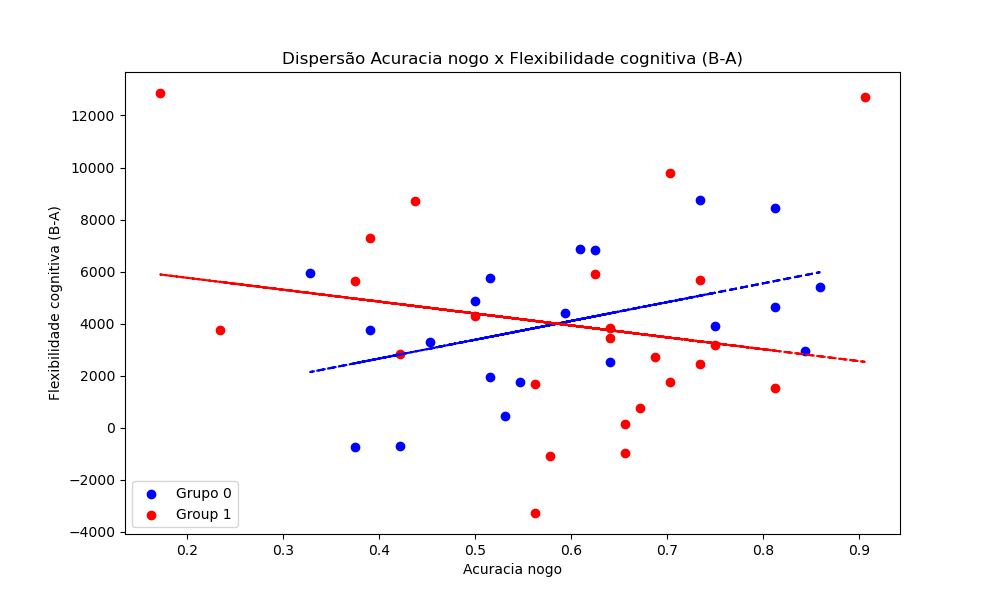 Dispersão Acuracia nogo x Flexibilidade cognitiva (B-A)
Flexibilidade cognitiva (B-A)
12000
10000
8000
6000
4000
2000
0
−2000
−4000
Grupo 0
Group 1
0.2 0.3 0.4 0.5 0.6 0.7 0.8 0.9
Acuracia nogo